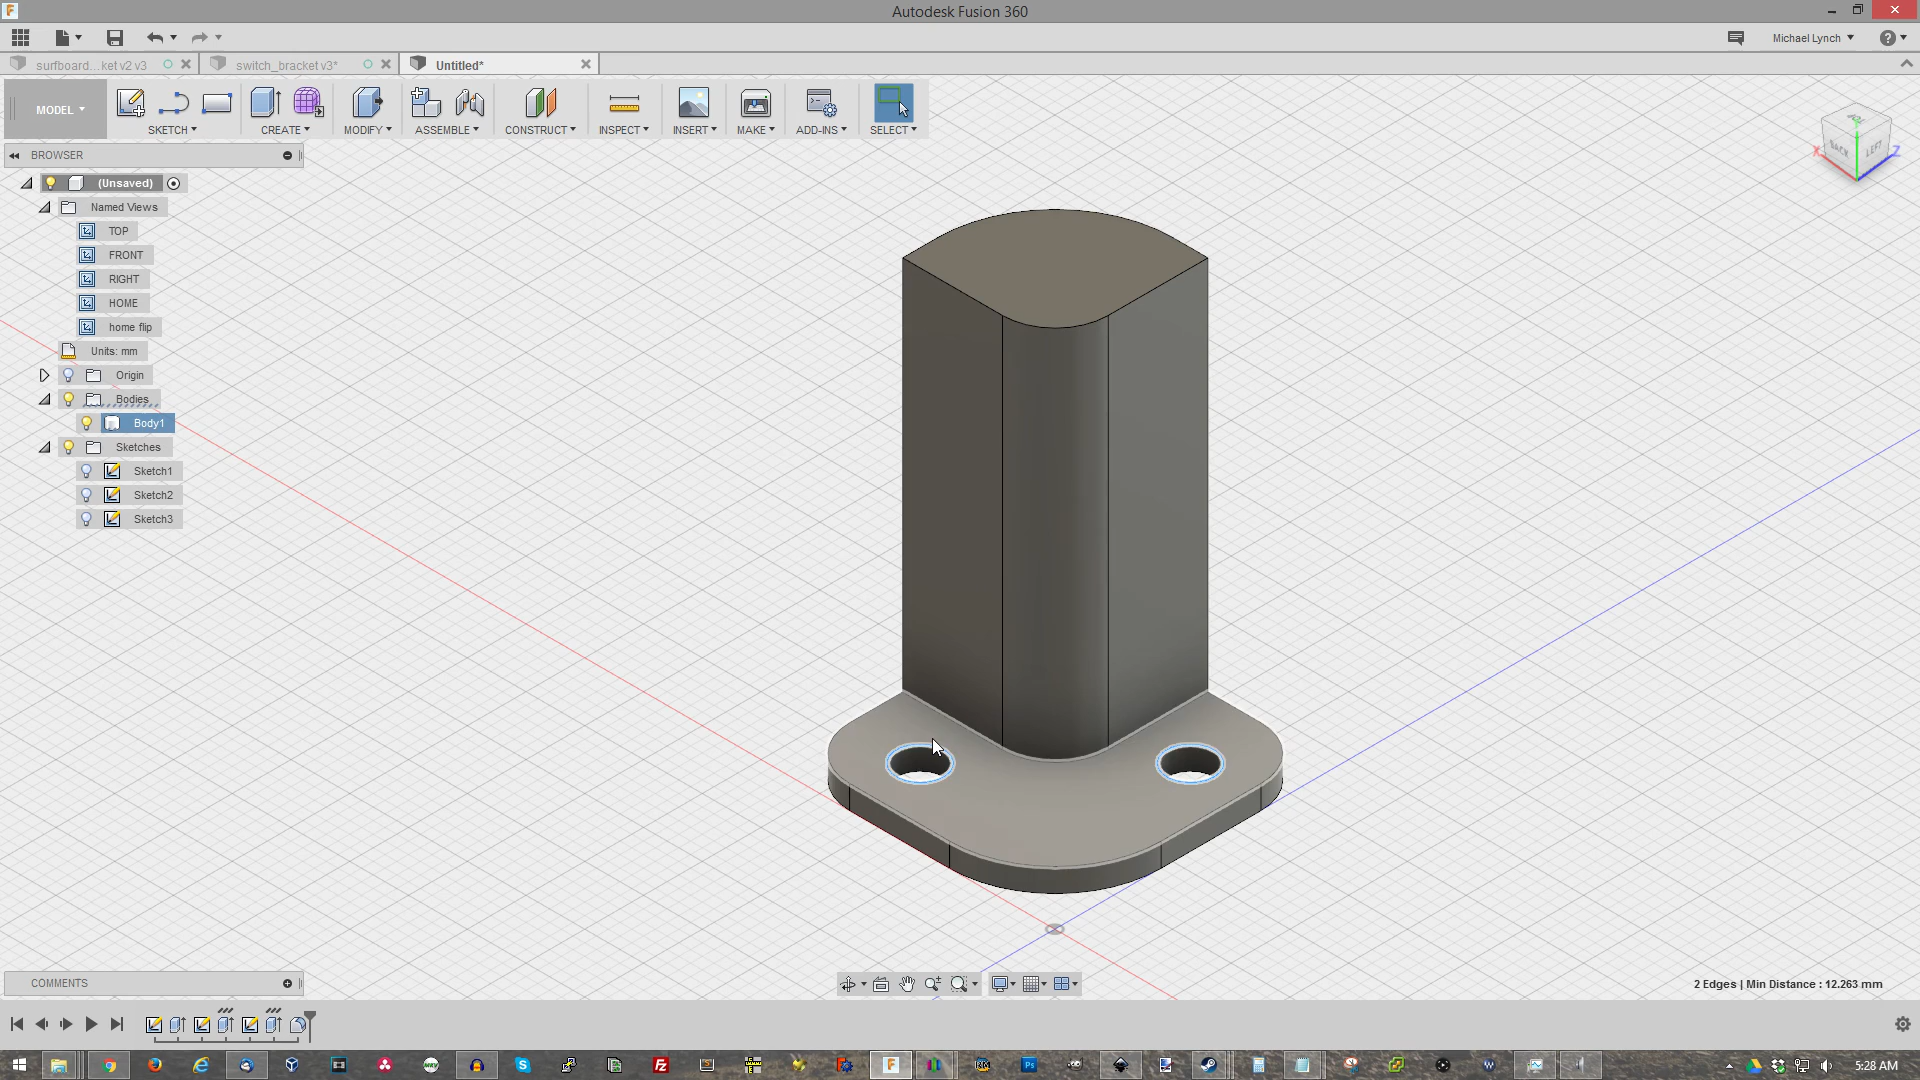 Autodesk Fusion 360
Michael Lynch
surfboard...ket v2 v3
switch_bracket v3*
Untitled*
MODEL
SKETCH
CREATE
MODIFY
ASSEMBLE
CONSTRUCT
INSPECT
INSERT
MAKE
ADD-INS
SELECT
BROWSER
(Unsaved)
Named Views
TOP
FRONT
RIGHT
HOME
home flip
Units: mm
Origin
Bodies
Body1
Sketches
Sketch1
Sketch2
Sketch3
BACK
LEFT
X
Y
Z
COMMENTS
2 Edges | Min Distance : 12.263 mm
5:28 AM